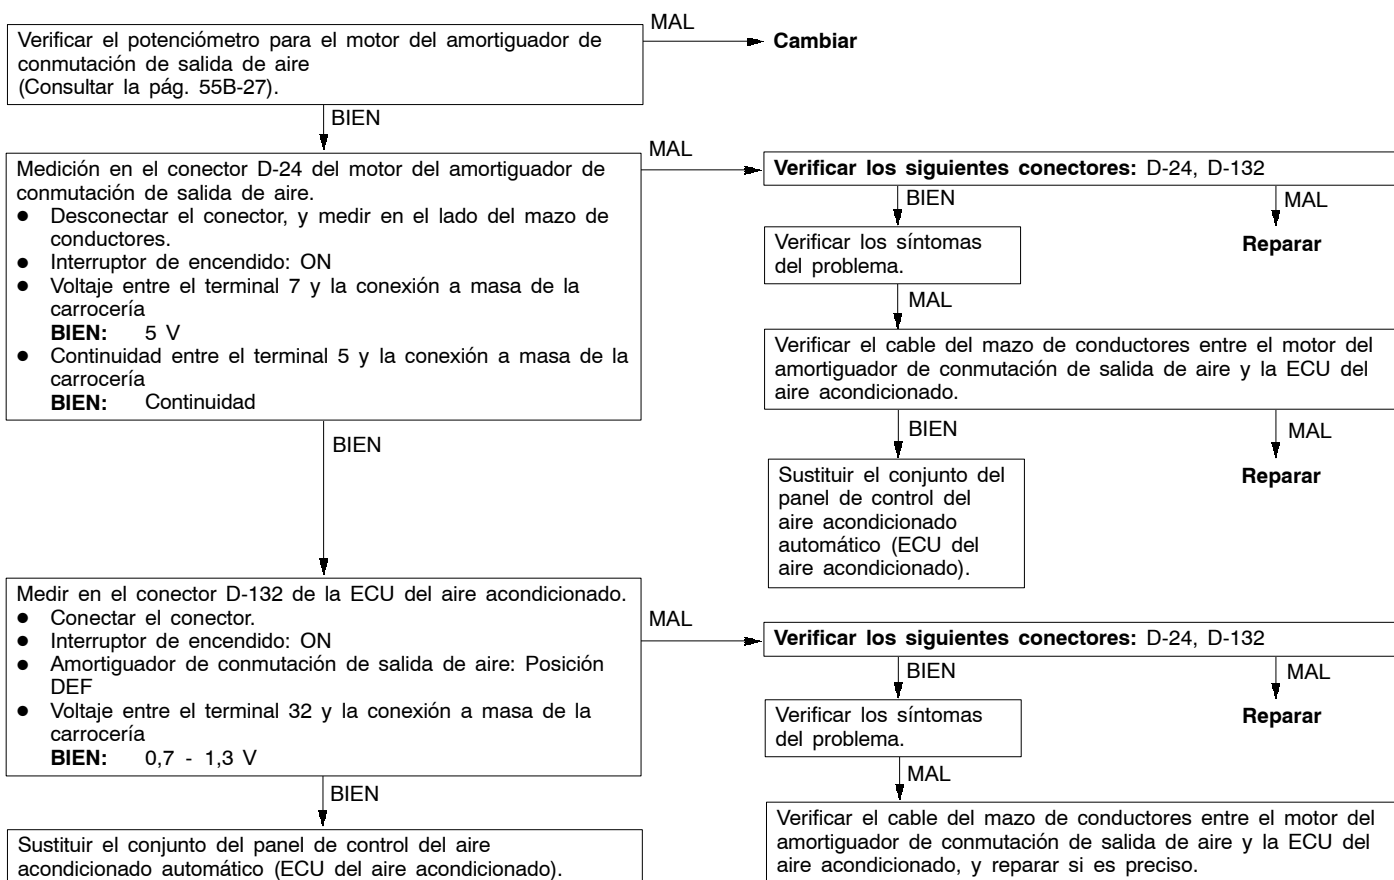 Verificar el potenciómetro para el motor del amortiguador de
conmutación de salida de aire
(Consultar la pág. 55B-27).
MAL
Cambiar
BIEN
Medición en el conector D-24 del motor del amortiguador de
conmutación de salida de aire.
● Desconectar el conector, y medir en el lado del mazo de
conductores.
● Interruptor de encendido: ON
● Voltaje entre el terminal 7 y la conexión a masa de la
carrocería
BIEN: 5 V
● Continuidad entre el terminal 5 y la conexión a masa de la
carrocería
BIEN: Continuidad
MAL
Verificar los siguientes conectores: D-24, D-132
BIEN
MAL
Verificar los síntomas
del problema.
Reparar
MAL
Verificar el cable del mazo de conductores entre el motor del
amortiguador de conmutación de salida de aire y la ECU del
aire acondicionado.
BIEN
MAL
Sustituir el conjunto del
panel de control del
aire acondicionado
automático (ECU del
aire acondicionado).
Reparar
BIEN
Medir en el conector D-132 de la ECU del aire acondicionado.
● Conectar el conector.
● Interruptor de encendido: ON
● Amortiguador de conmutación de salida de aire: Posición
DEF
● Voltaje entre el terminal 32 y la conexión a masa de la
carrocería
BIEN: 0,7 - 1,3 V
MAL
Verificar los siguientes conectores: D-24, D-132
BIEN
MAL
Verificar los síntomas
del problema.
Reparar
MAL
Verificar el cable del mazo de conductores entre el motor del
amortiguador de conmutación de salida de aire y la ECU del
aire acondicionado, y reparar si es preciso.
BIEN
Sustituir el conjunto del panel de control del aire
acondicionado automático (ECU del aire acondicionado).